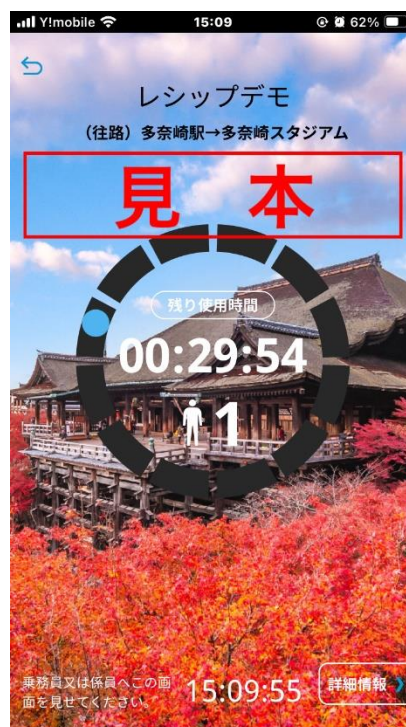 Y!mobile 15:09 62%
レシップデモ
（往路）多奈崎駅→多奈崎スタジアム
見 本
残り使用時間
00:29:54
1
乗務員又は係員へこの画
面を見せてください。
15:09:55
詳細情報